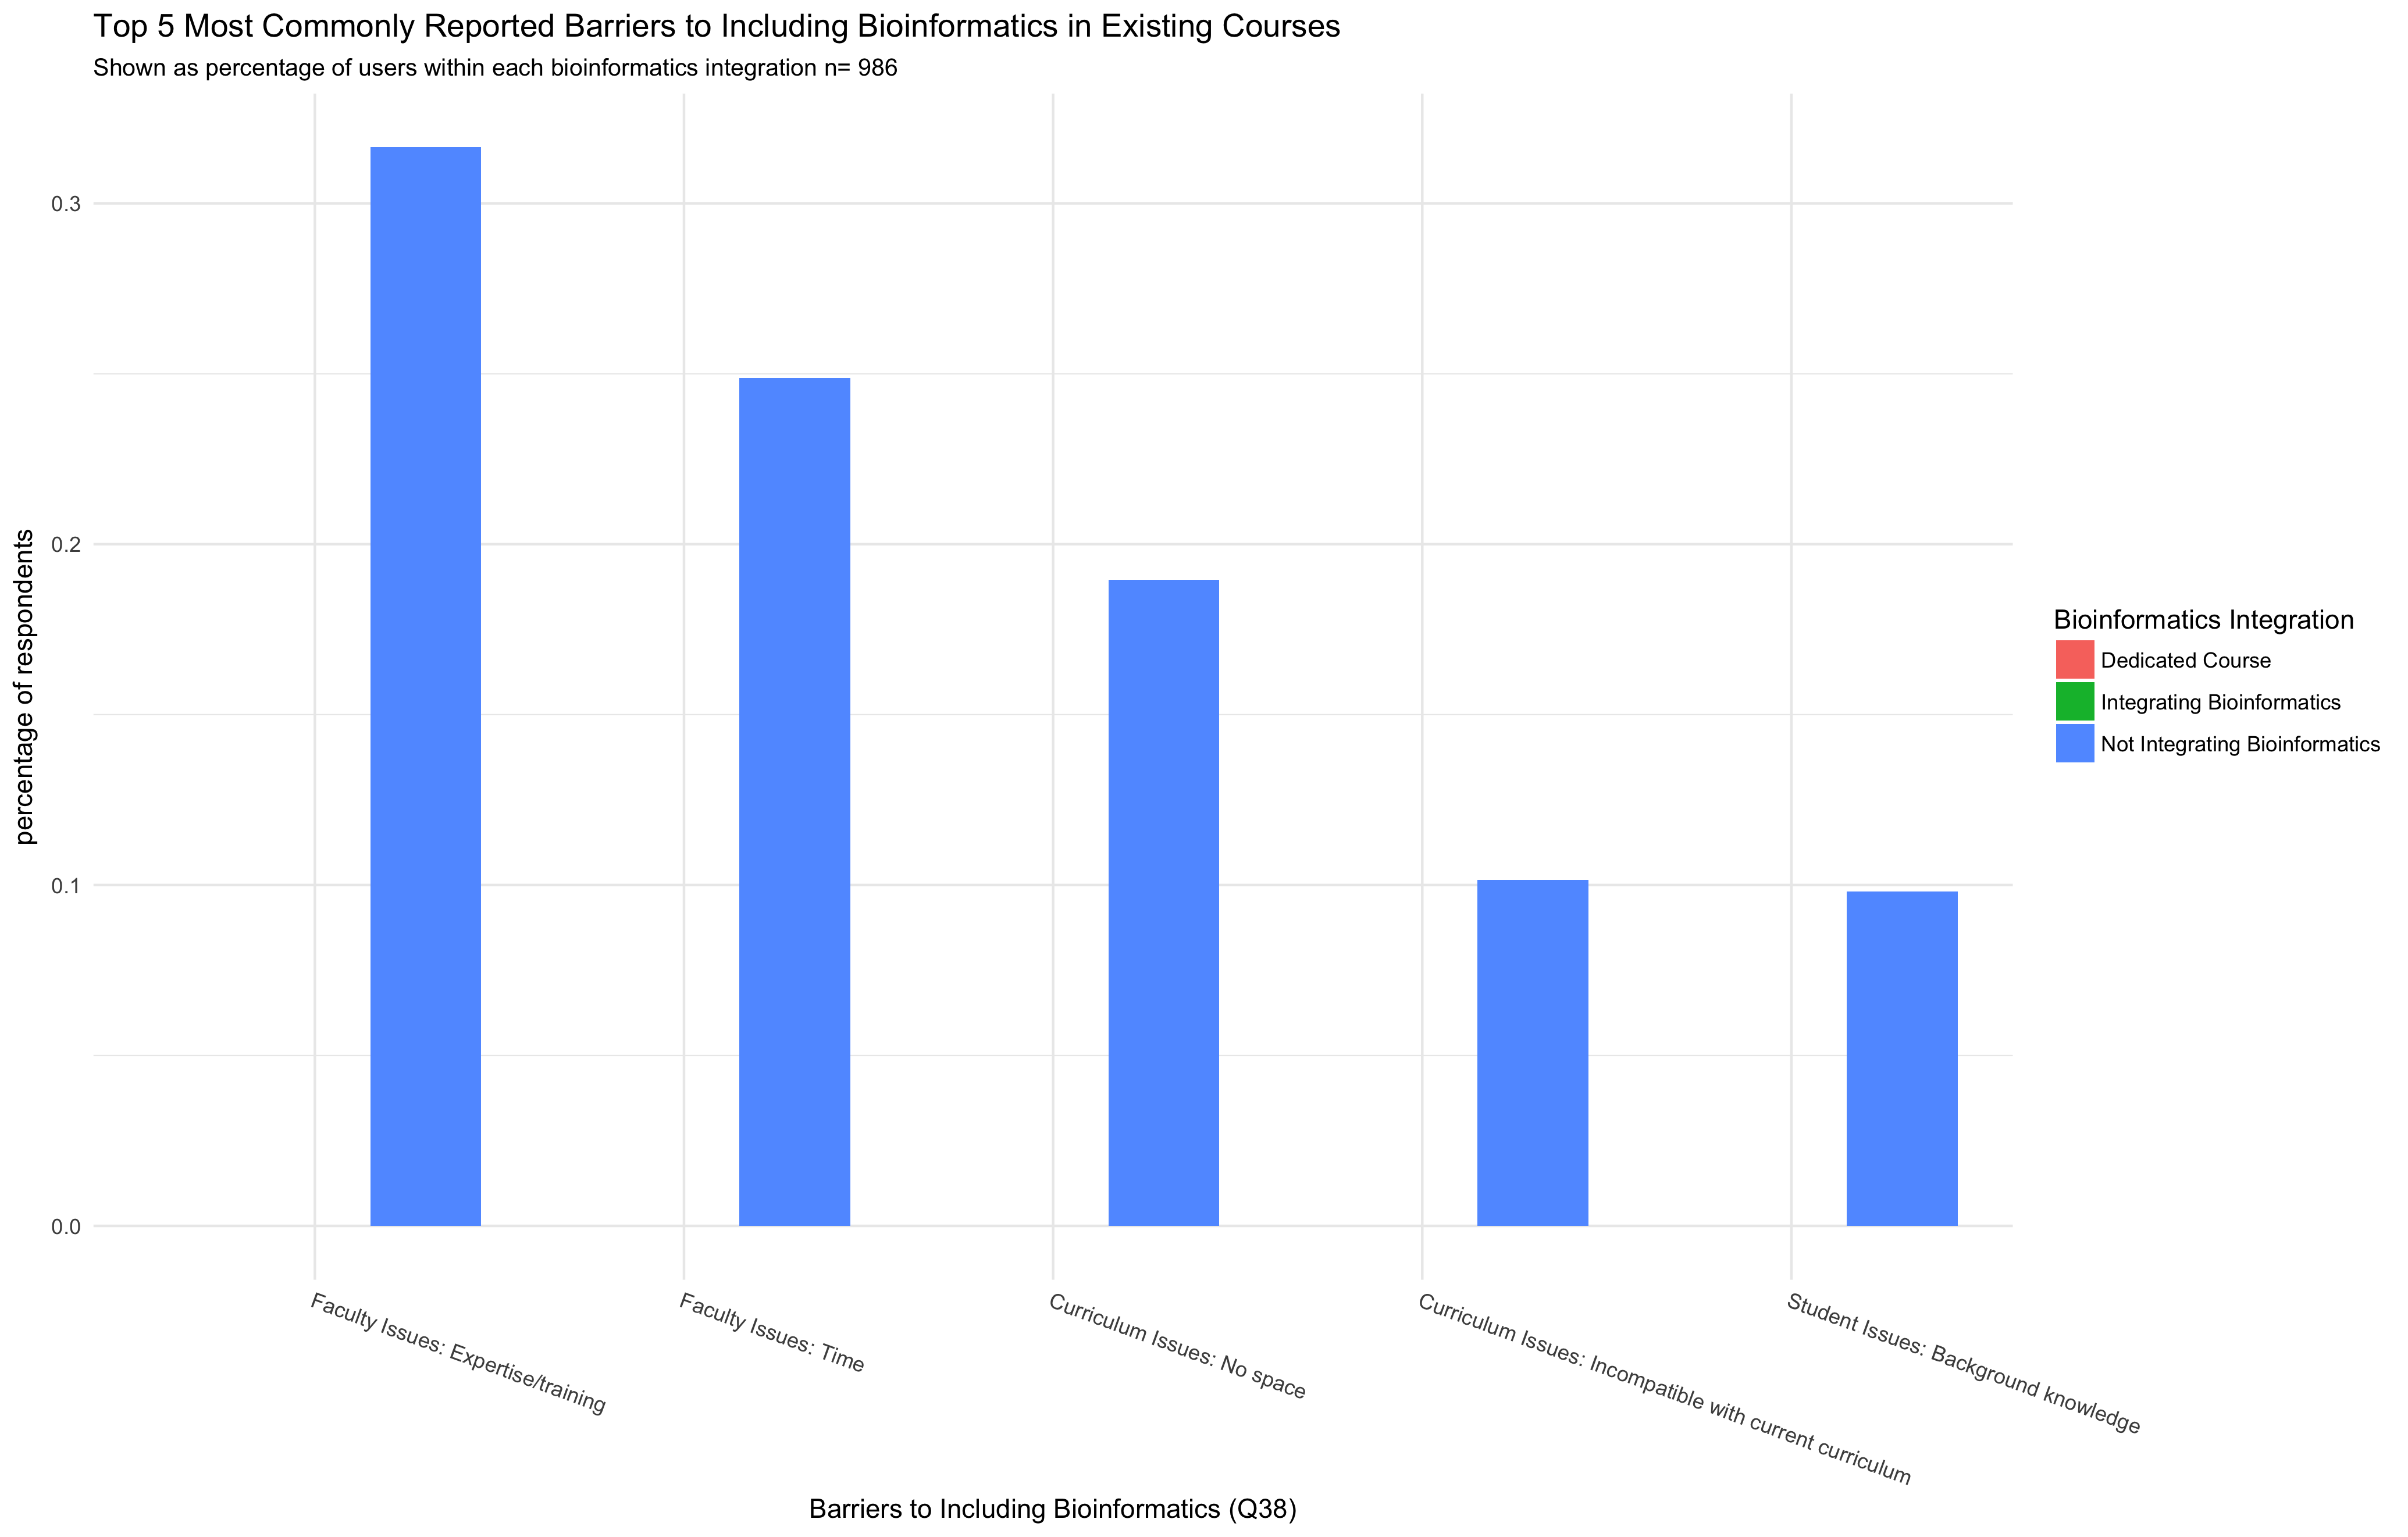 Top 5 Most Commonly Reported Barriers to Including Bioinformatics in Existing Courses
Shown as percentage of users within each bioinformatics integration n= 986
percentage of respondents
0.3
0.2
0.1
0.0
Faculty Issues: Expertise/training
Faculty Issues: Time
Curriculum Issues: No space
Curriculum Issues: Incompatible with current curriculum
Student Issues: Background knowledge
Barriers to Including Bioinformatics (Q38)
Bioinformatics Integration
Dedicated Course
Integrating Bioinformatics
Not Integrating Bioinformatics